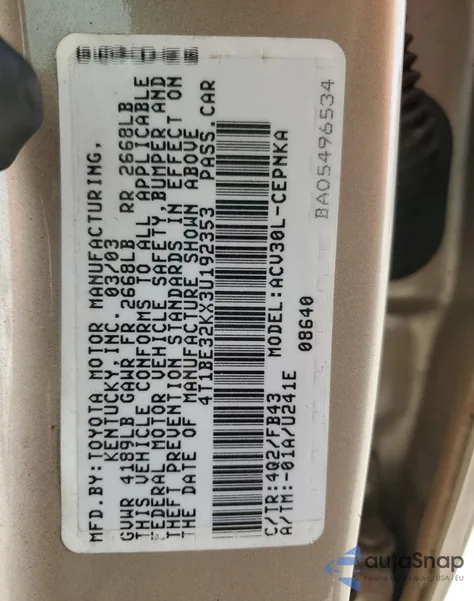 MFD.BY:TOYOTA MOTOR MANUFACTURING,
KENTUCKY, INC. 03/03
GVWR 4189LB GAWR FR 2668LB RR 2668LB
THIS VEHICLE CONFORMS TO ALL APPLICABLE
FEDERAL MOTOR VEHICLE SAFETY,BUMPER AND
THEFT PREVENTION STANDARDS IN EFFECT ON
THE DATE OF MANUFACTURE SHOWN ABOVE
4T1BE32KX3U192353 PASS.CAR
C/TR:4Q2/FB43 MODEL:ACV30L-CEPNKA
A/TM:-01A/U241E 08640
BA05496534
autoSnap